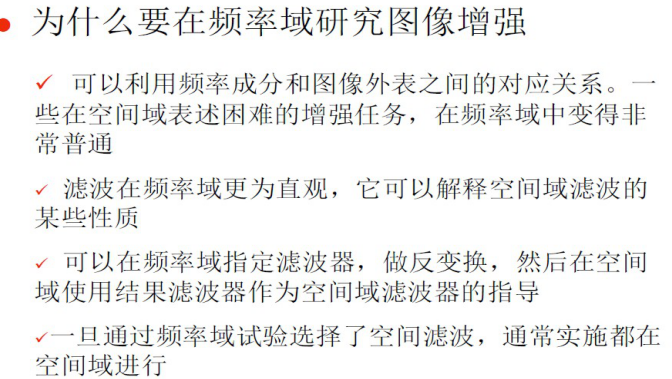 为什么要在频率域研究图像增强
可以利用频率成分和图像外表之间的对应关系。一
些在空间域表述困难的增强任务，在频率域中变得非
常普通
滤波在频率域更为直观，它可以解释空间域滤波的
某些性质
可以在频率域指定滤波器，做反变换，然后在空间
域使用结果滤波器作为空间域滤波器的指导
一旦通过频率域试验选择了空间滤波，通常实施都在
空间域进行